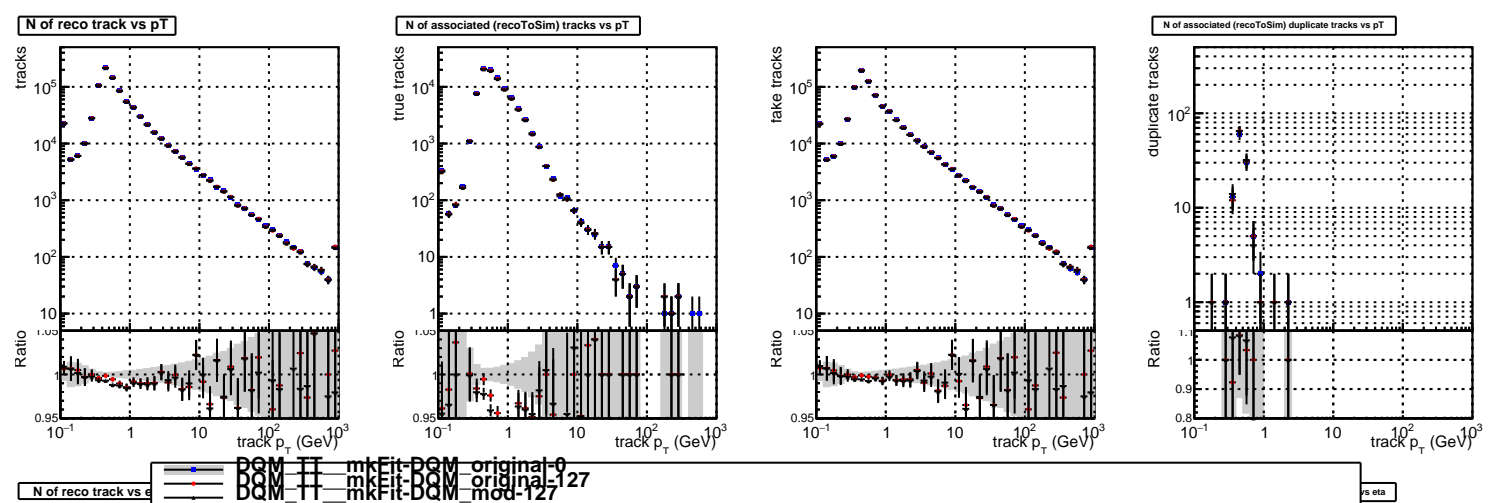 N of reco track vs pT
N of associated (recoToSim) tracks vs pT
N of associated (recoToSim) duplicate tracks vs pT
tracks
10^5
10^4
10^3
10^2
10
Ratio
1.05
1
0.95
10^-1 1 10 10^2 10^3
track p_T (GeV)
true tracks
10^4
10^3
10^2
10
1
Ratio
1.05
1
0.95
10^-1 1 10 10^2 10^3
track p_T (GeV)
fake tracks
10^5
10^4
10^3
10^2
10
Ratio
1.05
1
0.95
10^-1 1 10 10^2 10^3
track p_T (GeV)
duplicate tracks
10^2
10
1
Ratio
1.1
1
0.9
0.8
10^-1 1 10 10^2 10^3
track p_T (GeV)
DQM_TT__mkFit-DQM_original-0
DQM_TT__mkFit-DQM_original-127
DQM_TT__mkFit-DQM_mod-127
N of reco track vs e
vs eta